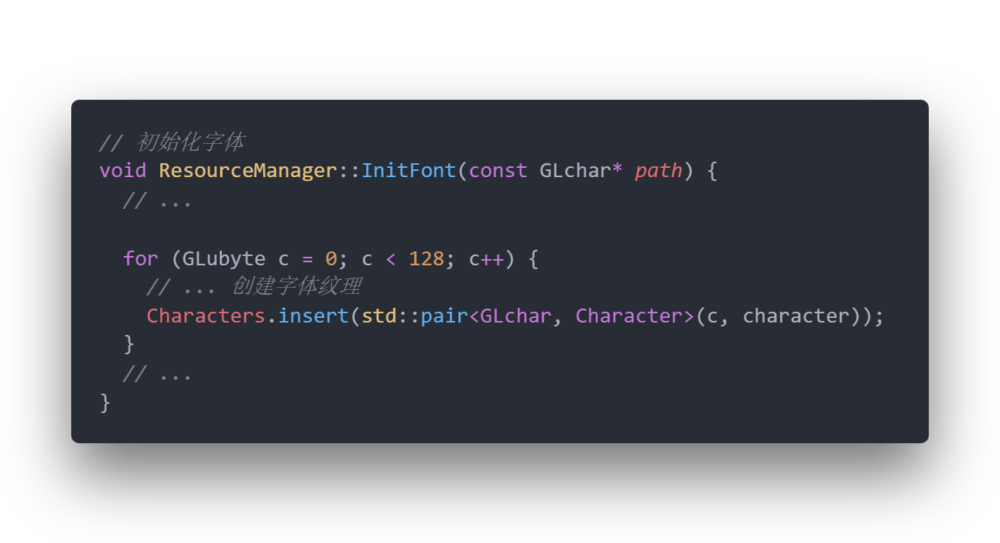 // 初始化字体
void ResourceManager::InitFont(const GLchar* path) {
  // ...

  for (GLubyte c = 0; c < 128; c++) {
    // ... 创建字体纹理
    Characters.insert(std::pair<GLchar, Character>(c, character));
  }
  // ...
}